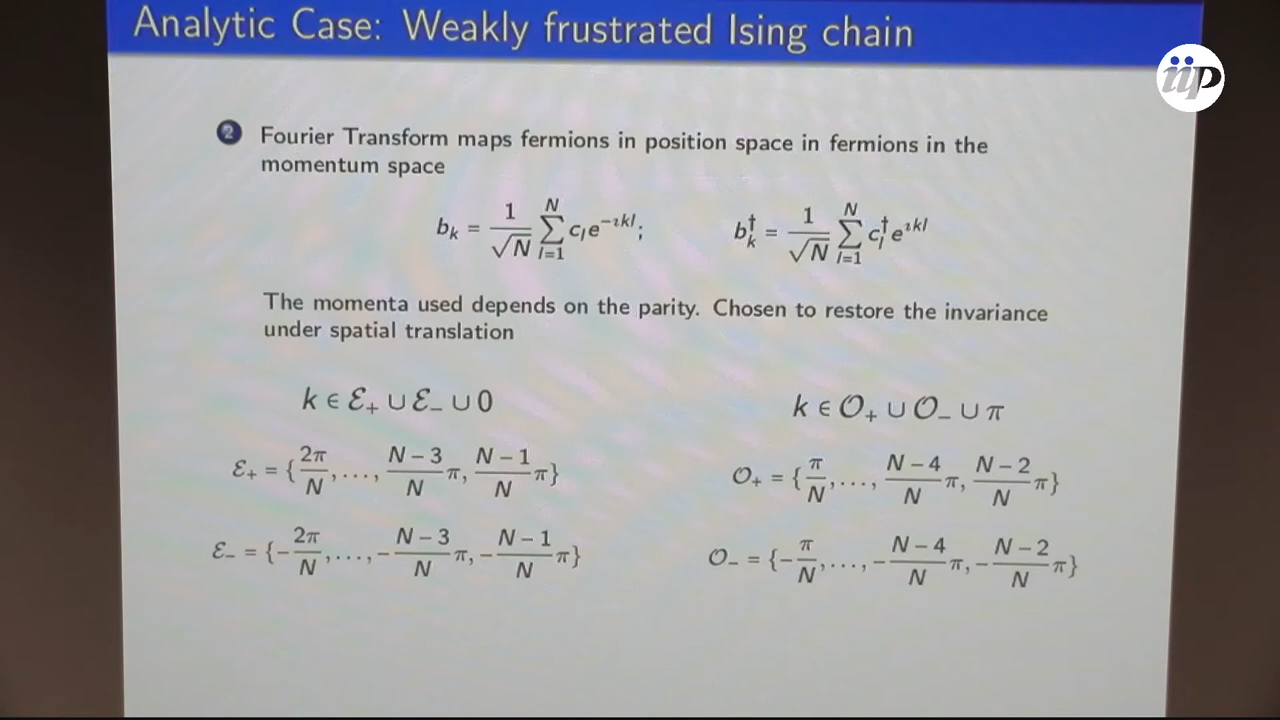 Analytic Case: Weakly frustrated Ising chain
iip
2 Fourier Transform maps fermions in position space in fermions in the
momentum space
b_k = 1/√N ∑_{l=1}^{N} c_l e^{-ıkl}; b_k^† = 1/√N ∑_{l=1}^{N} c_l^† e^{ıkl}
The momenta used depends on the parity. Chosen to restore the invariance
under spatial translation
k ∈ ℰ₊ ∪ ℰ₋ ∪ 0 k ∈ 𝒪₊ ∪ 𝒪₋ ∪ π
ℰ₊ = {2π/N, ..., N − 3/N π, N − 1/N π} 𝒪₊ = {π/N, ..., N − 4/N π, N − 2/N π}
ℰ₋ = {−2π/N, ..., −N − 3/N π, −N − 1/N π} 𝒪₋ = {−π/N, ..., −N − 4/N π, −N − 2/N π}